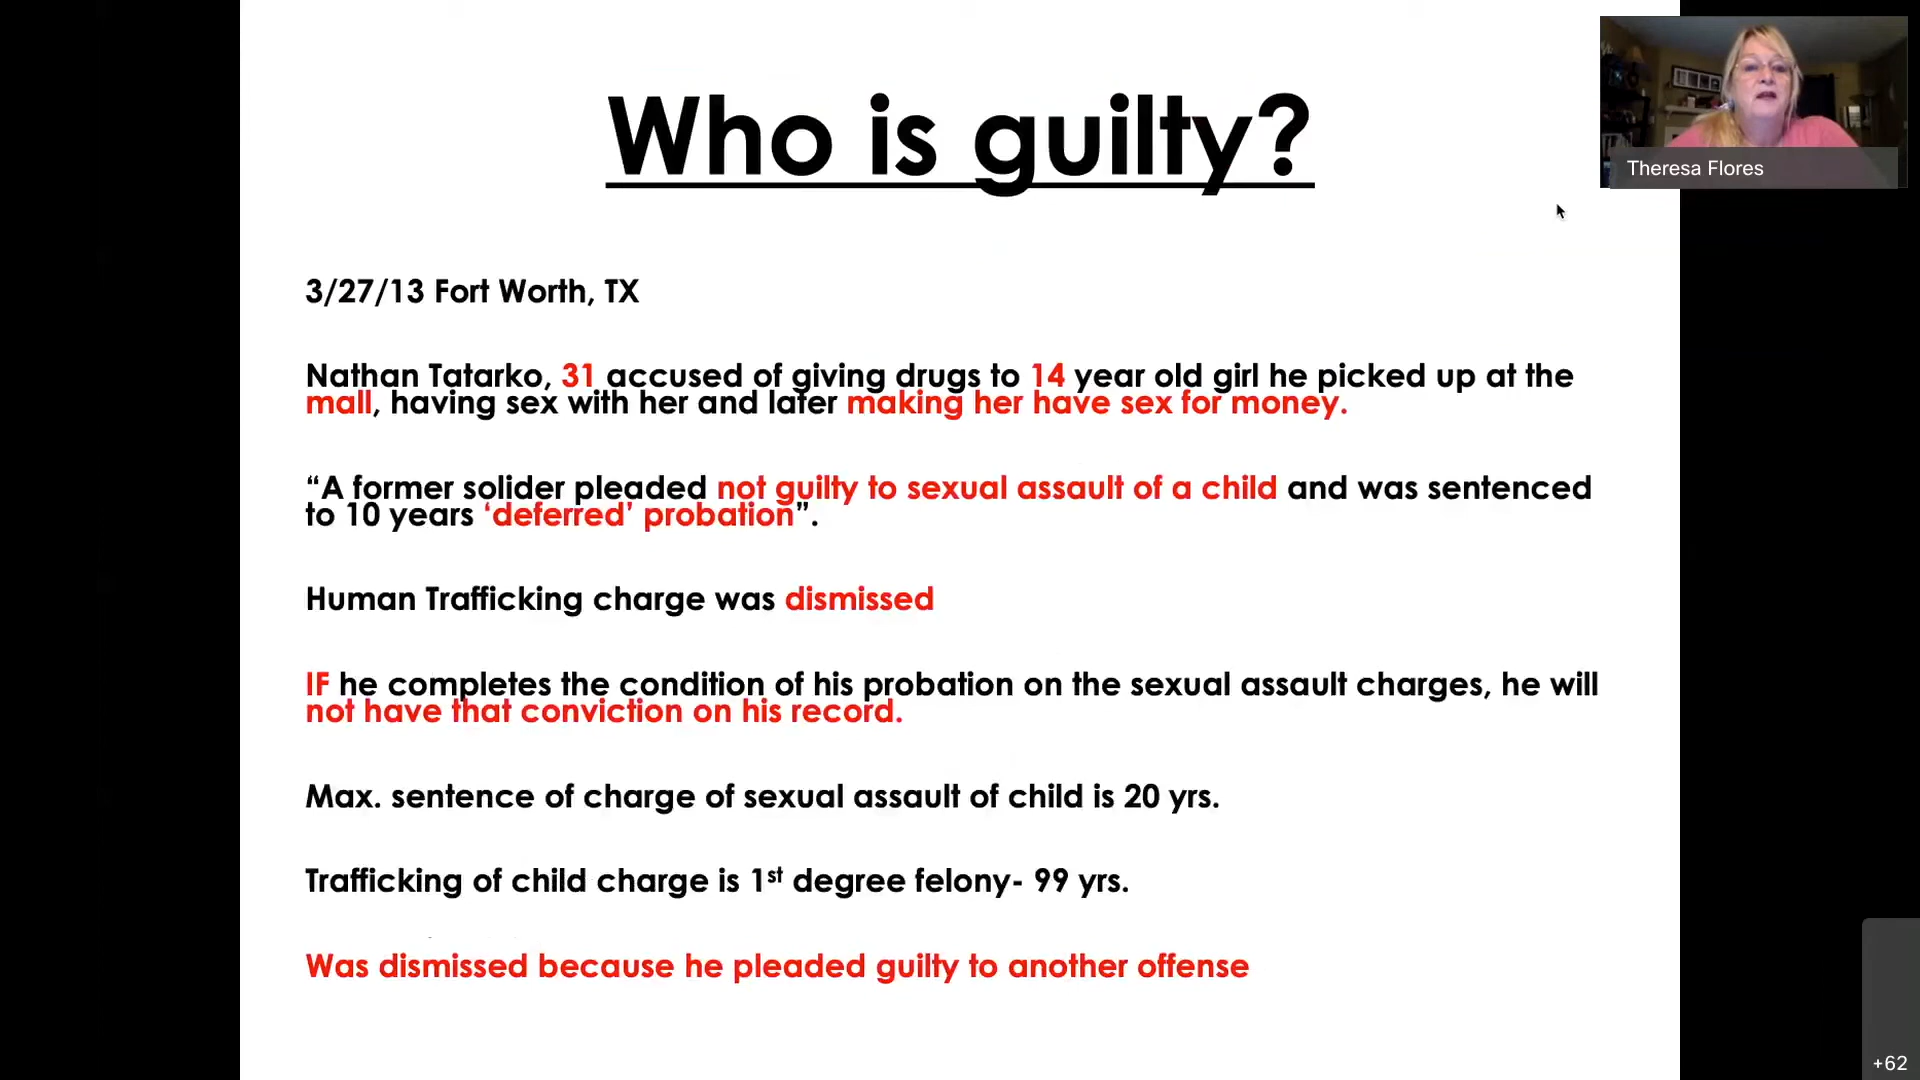 Who is guilty?
Theresa Flores
3/27/13 Fort Worth, TX
Nathan Tatarko, 31 accused of giving drugs to 14 year old girl he picked up at the
mall, having sex with her and later making her have sex for money.
“A former solider pleaded not guilty to sexual assault of a child and was sentenced
to 10 years ‘deferred’ probation”.
Human Trafficking charge was dismissed
IF he completes the condition of his probation on the sexual assault charges, he will
not have that conviction on his record.
Max. sentence of charge of sexual assault of child is 20 yrs.
Trafficking of child charge is 1st degree felony- 99 yrs.
Was dismissed because he pleaded guilty to another offense
+62